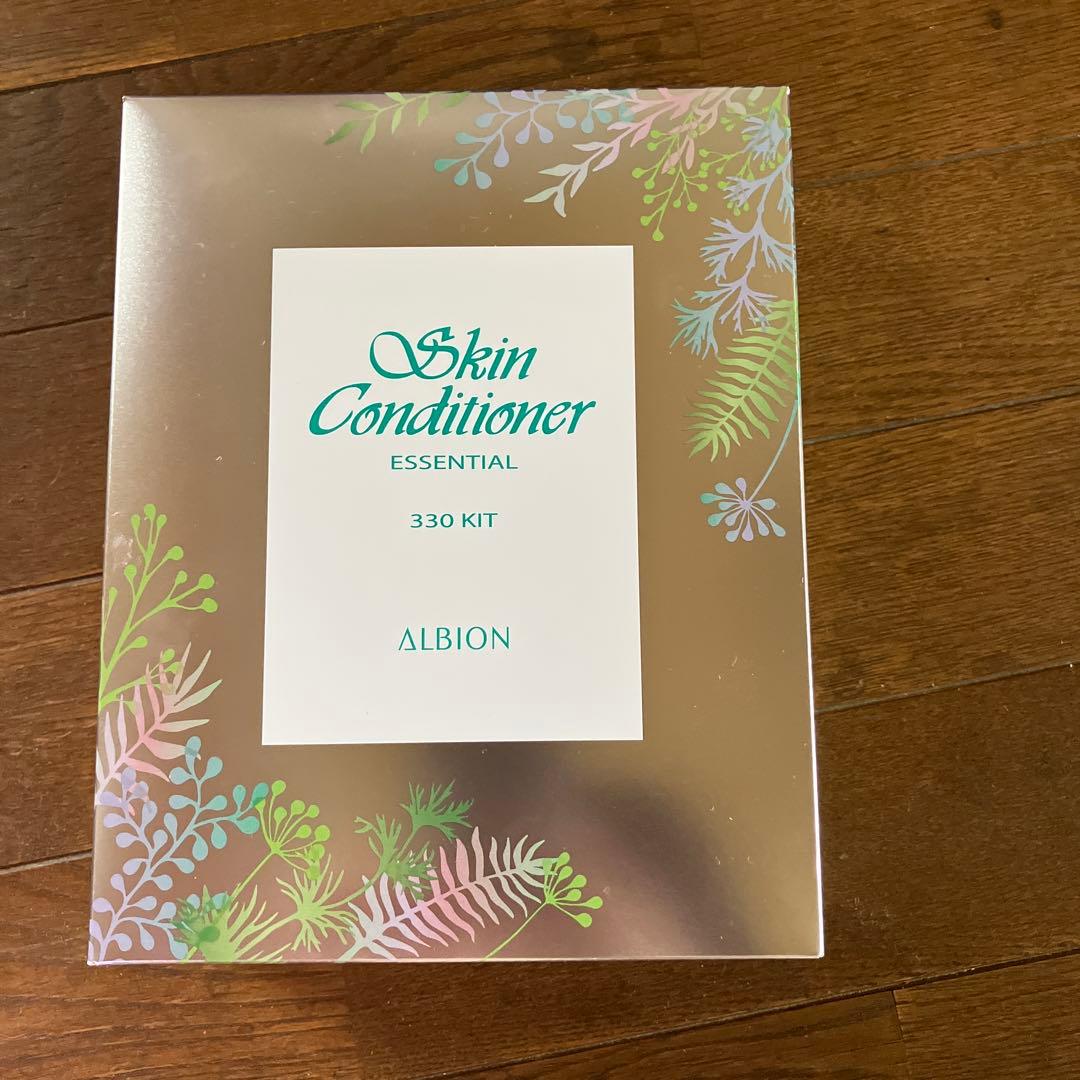 Skin
Conditioner
ESSENTIAL
330 KIT
ALBION